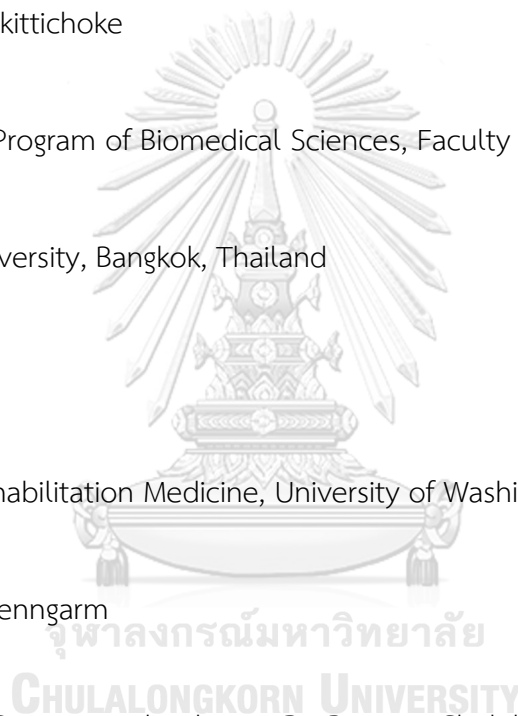 kittichoke
Program of Biomedical Sciences, Faculty
versity, Bangkok, Thailand
habilitation Medicine, University of Washi
enngarm
จุฬาลงกรณ์มหาวิทยาลัย
CHULALONGKORN UNIVERSITY